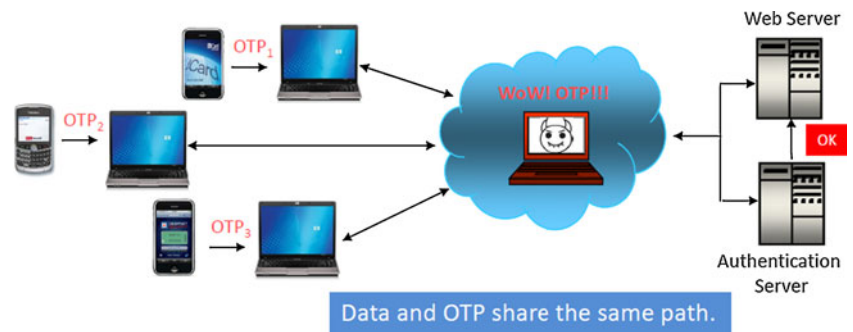 Web Server
OTP1
WoW! OTP!!!
OTP2
OK
OTP3
Authentication
Server
Data and OTP share the same path.